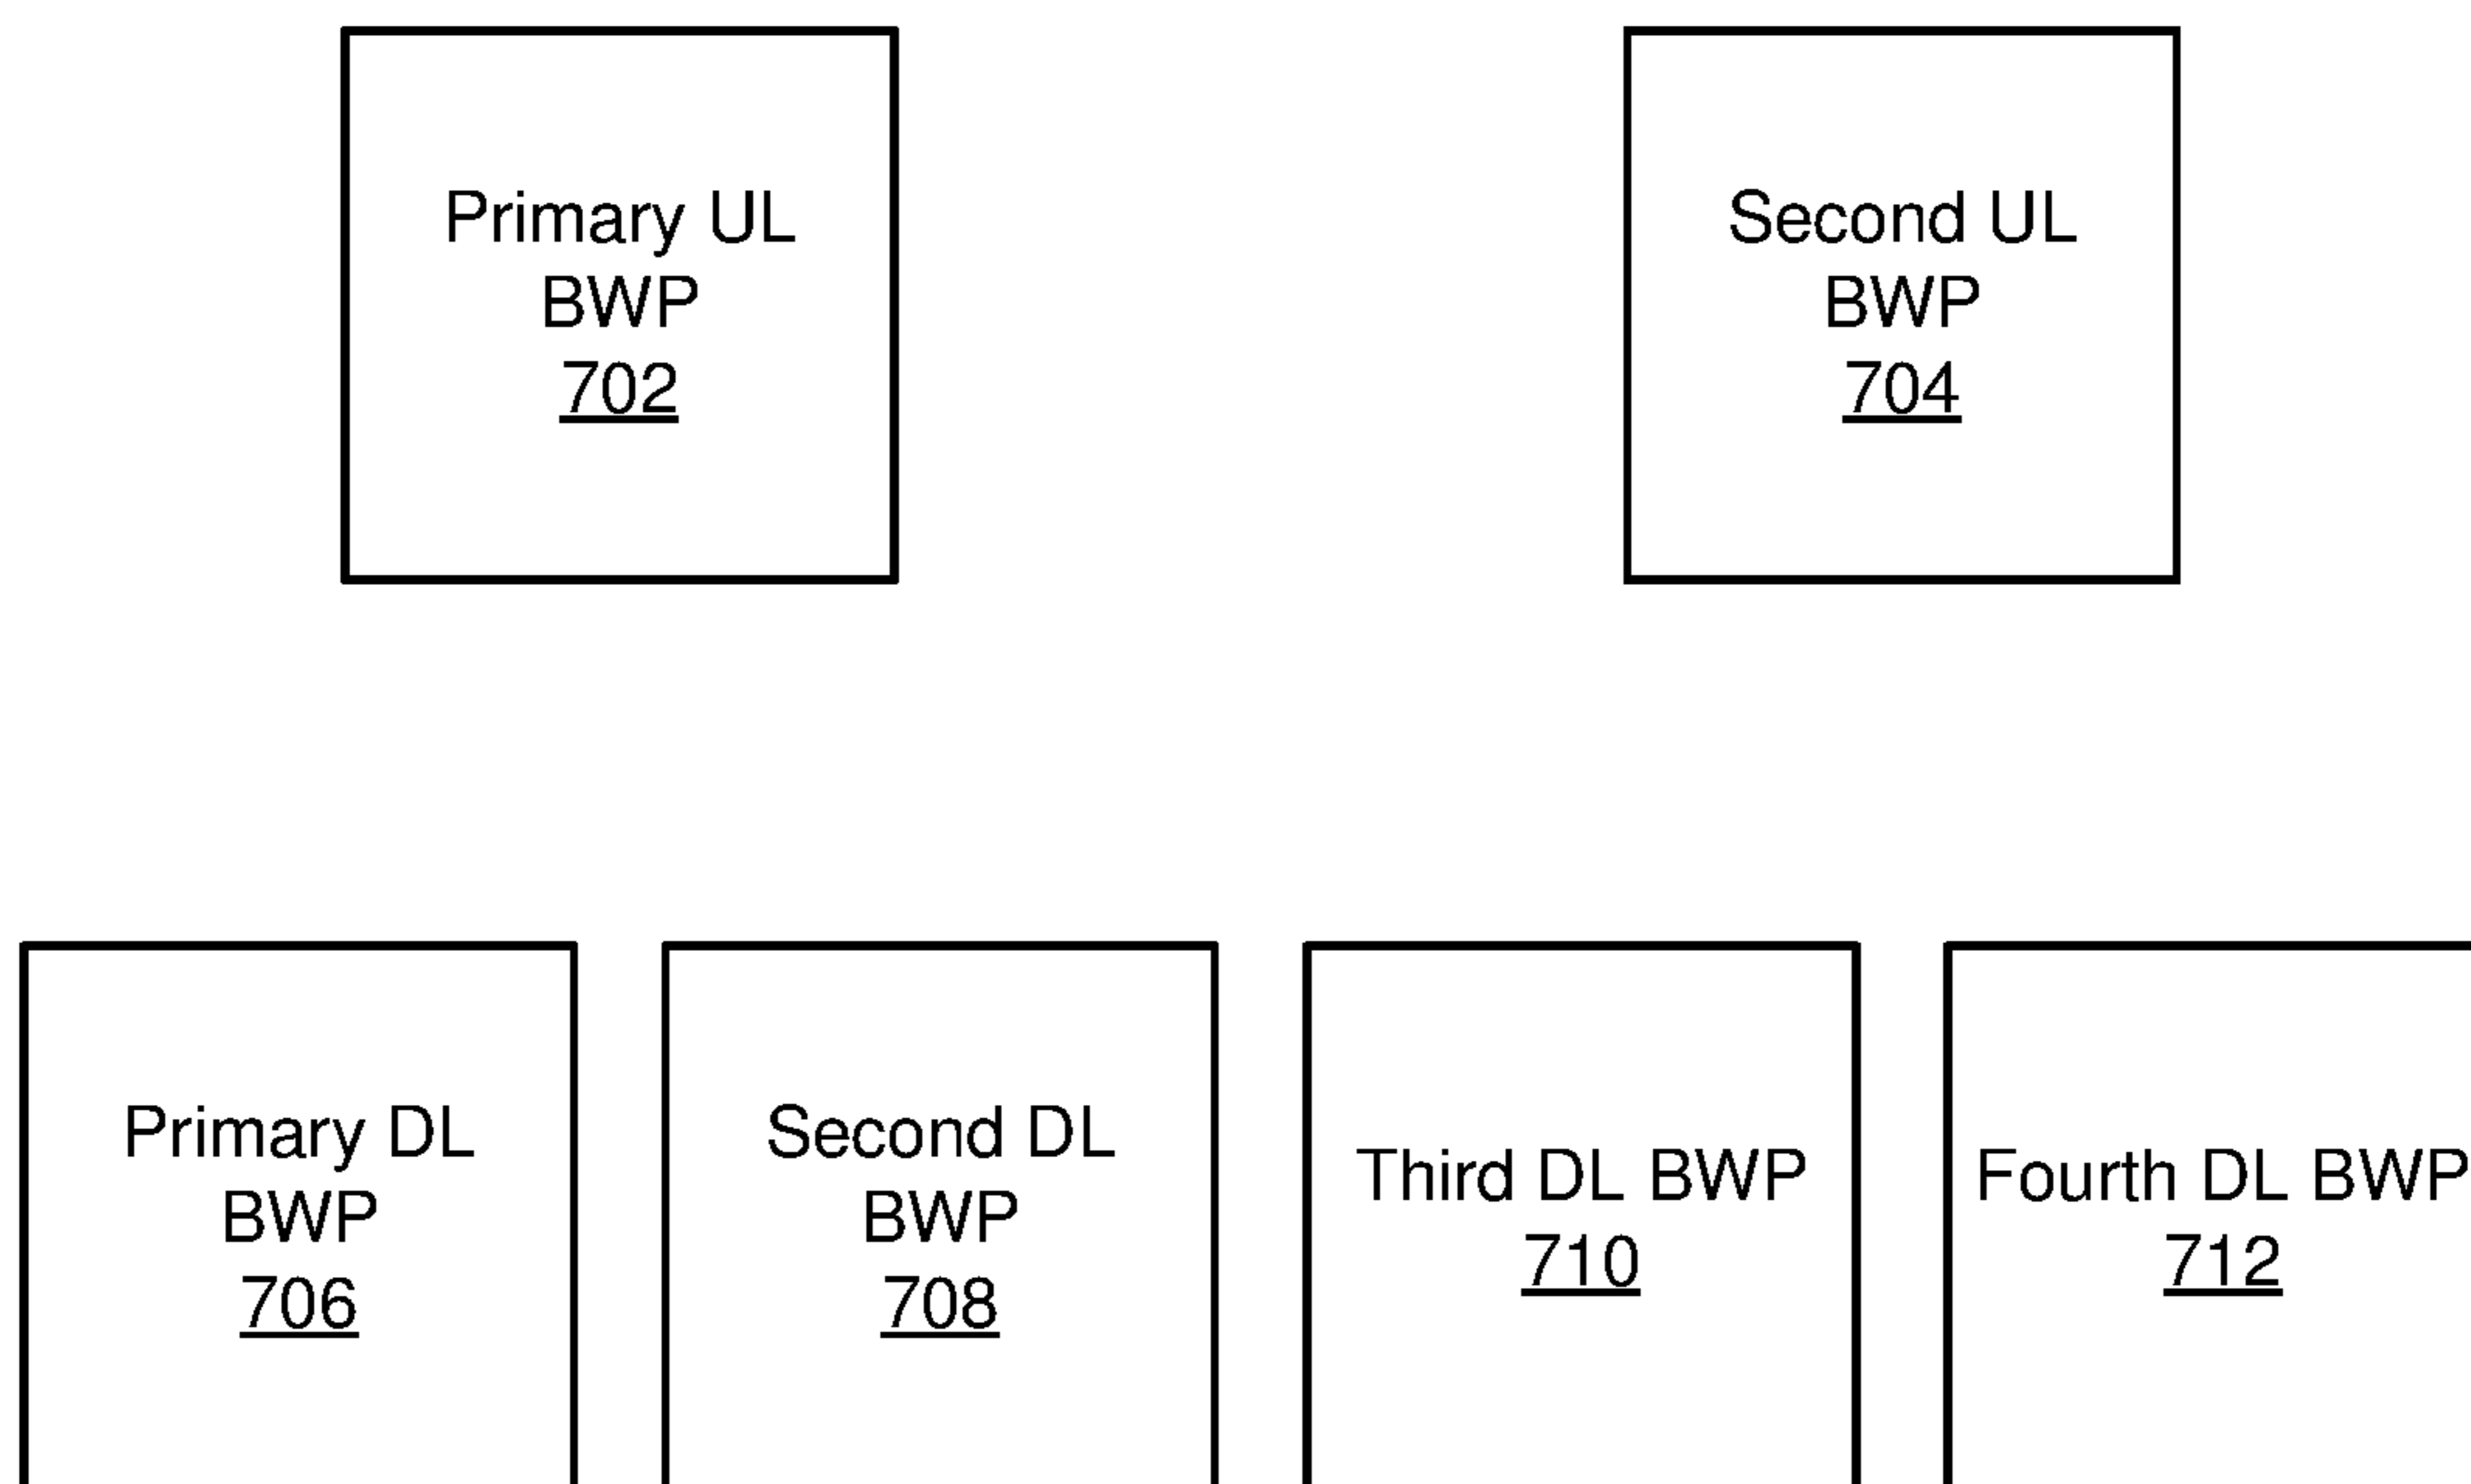 Primary UL
BWP
702
Second UL
BWP
704
Primary DL
BWP
706
Second DL
BWP
708
Third DL BWP
710
Fourth DL BWP
712